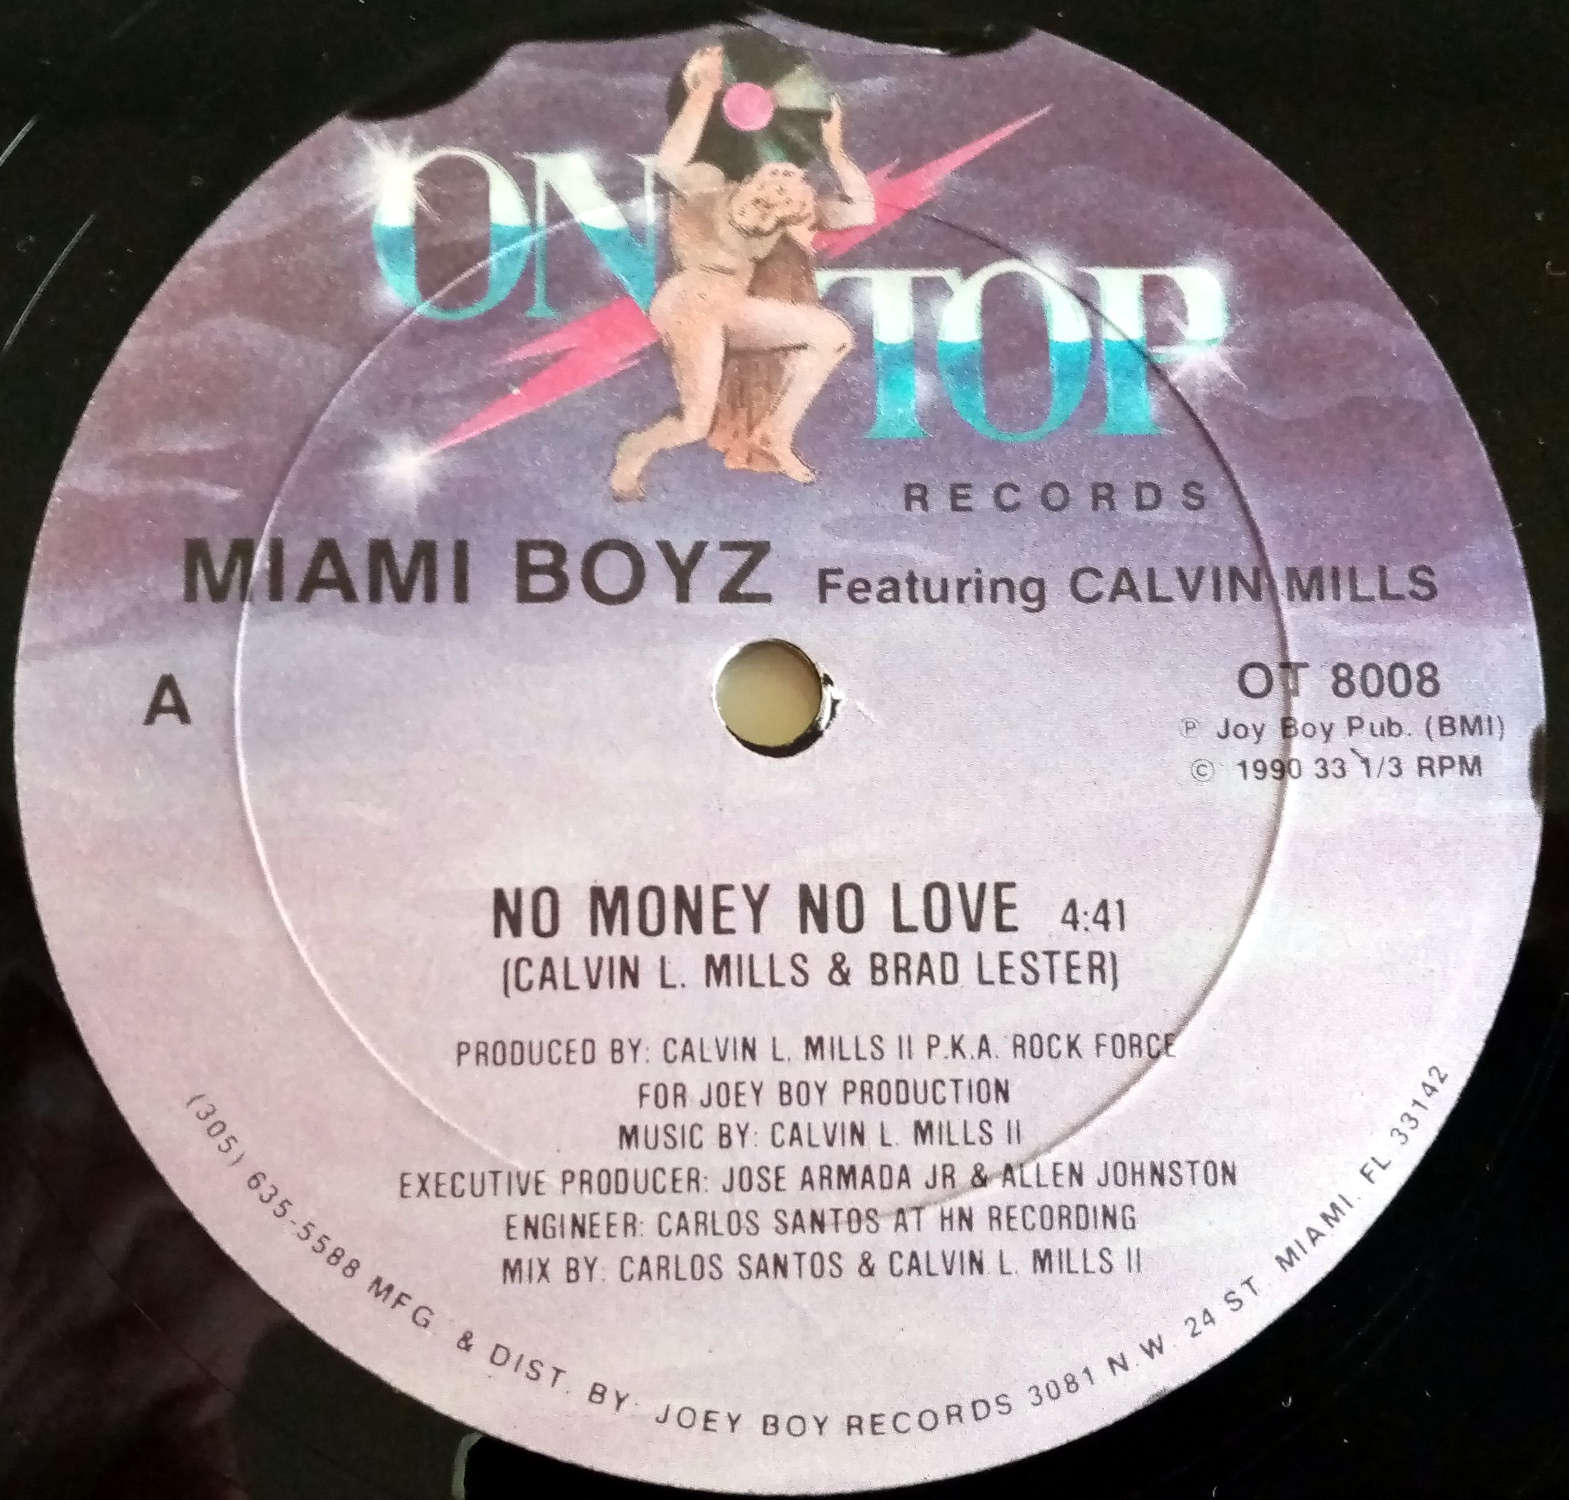 ON TOP
RECORDS
MIAMI BOYZ Featuring CALVIN MILLS
A
OT 8008
℗ Joy Boy Pub. (BMI)
© 1990 33 1/3 RPM
NO MONEY NO LOVE 4:41
(CALVIN L. MILLS & BRAD LESTER)
PRODUCED BY: CALVIN L. MILLS II P.K.A. ROCK FORCE
FOR JOEY BOY PRODUCTION
MUSIC BY: CALVIN L. MILLS II
EXECUTIVE PRODUCER: JOSE ARMADA JR & ALLEN JOHNSTON
ENGINEER: CARLOS SANTOS AT HN RECORDING
MIX BY: CARLOS SANTOS & CALVIN L. MILLS II
(305) 635-5588 MFG. & DIST. BY: JOEY BOY RECORDS 3081 N.W. 24 ST. MIAMI, FL 33142